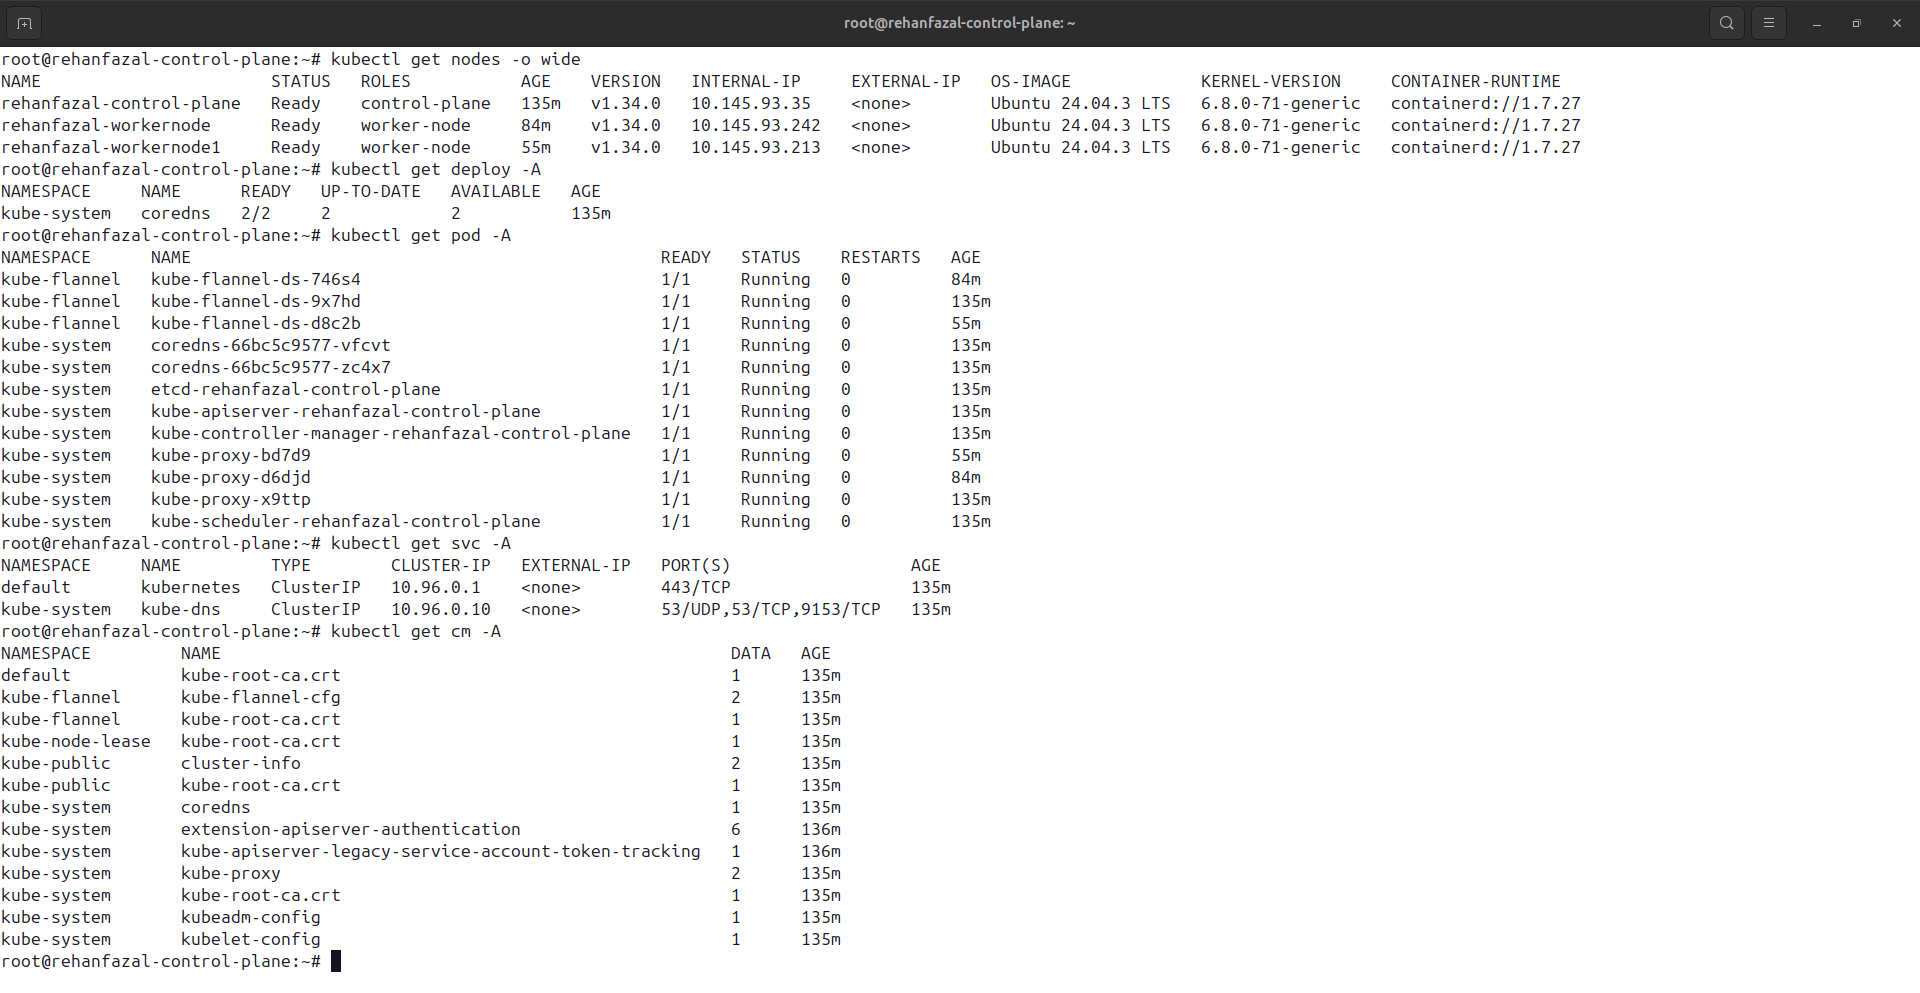 root@rehanfazal-control-plane: ~
root@rehanfazal-control-plane:~# kubectl get nodes -o wide
NAME                       STATUS   ROLES           AGE    VERSION   INTERNAL-IP     EXTERNAL-IP   OS-IMAGE             KERNEL-VERSION     CONTAINER-RUNTIME
rehanfazal-control-plane   Ready    control-plane   135m   v1.34.0   10.145.93.35    <none>        Ubuntu 24.04.3 LTS   6.8.0-71-generic   containerd://1.7.27
rehanfazal-workernode      Ready    worker-node     84m    v1.34.0   10.145.93.242   <none>        Ubuntu 24.04.3 LTS   6.8.0-71-generic   containerd://1.7.27
rehanfazal-workernode1     Ready    worker-node     55m    v1.34.0   10.145.93.213   <none>        Ubuntu 24.04.3 LTS   6.8.0-71-generic   containerd://1.7.27
root@rehanfazal-control-plane:~# kubectl get deploy -A
NAMESPACE     NAME      READY   UP-TO-DATE   AVAILABLE   AGE
kube-system   coredns   2/2     2            2           135m
root@rehanfazal-control-plane:~# kubectl get pod -A
NAMESPACE      NAME                                               READY   STATUS    RESTARTS   AGE
kube-flannel   kube-flannel-ds-746s4                              1/1     Running   0          84m
kube-flannel   kube-flannel-ds-9x7hd                              1/1     Running   0          135m
kube-flannel   kube-flannel-ds-d8c2b                              1/1     Running   0          55m
kube-system    coredns-66bc5c9577-vfcvt                           1/1     Running   0          135m
kube-system    coredns-66bc5c9577-zc4x7                           1/1     Running   0          135m
kube-system    etcd-rehanfazal-control-plane                      1/1     Running   0          135m
kube-system    kube-apiserver-rehanfazal-control-plane            1/1     Running   0          135m
kube-system    kube-controller-manager-rehanfazal-control-plane   1/1     Running   0          135m
kube-system    kube-proxy-bd7d9                                   1/1     Running   0          55m
kube-system    kube-proxy-d6djd                                   1/1     Running   0          84m
kube-system    kube-proxy-x9ttp                                   1/1     Running   0          135m
kube-system    kube-scheduler-rehanfazal-control-plane            1/1     Running   0          135m
root@rehanfazal-control-plane:~# kubectl get svc -A
NAMESPACE     NAME         TYPE        CLUSTER-IP   EXTERNAL-IP   PORT(S)                  AGE
default       kubernetes   ClusterIP   10.96.0.1    <none>        443/TCP                  135m
kube-system   kube-dns     ClusterIP   10.96.0.10   <none>        53/UDP,53/TCP,9153/TCP   135m
root@rehanfazal-control-plane:~# kubectl get cm -A
NAMESPACE         NAME                                                   DATA   AGE
default           kube-root-ca.crt                                       1      135m
kube-flannel      kube-flannel-cfg                                       2      135m
kube-flannel      kube-root-ca.crt                                       1      135m
kube-node-lease   kube-root-ca.crt                                       1      135m
kube-public       cluster-info                                           2      135m
kube-public       kube-root-ca.crt                                       1      135m
kube-system       coredns                                                1      135m
kube-system       extension-apiserver-authentication                     6      136m
kube-system       kube-apiserver-legacy-service-account-token-tracking   1      136m
kube-system       kube-proxy                                             2      135m
kube-system       kube-root-ca.crt                                       1      135m
kube-system       kubeadm-config                                         1      135m
kube-system       kubelet-config                                         1      135m
root@rehanfazal-control-plane:~#